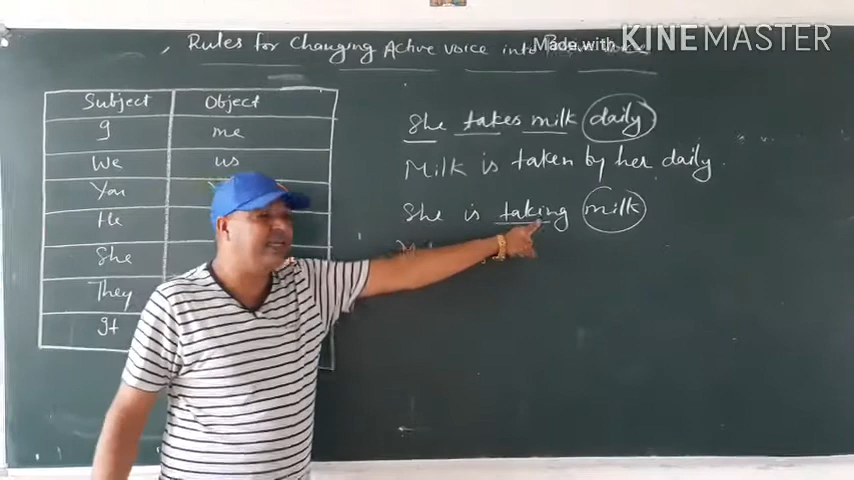 Rules for Changing Active voice into
Made with KINEMASTER
Subject Object
I me
We us
You
He
She
They
It
She takes milk daily
Milk is taken by her daily
She is taking milk